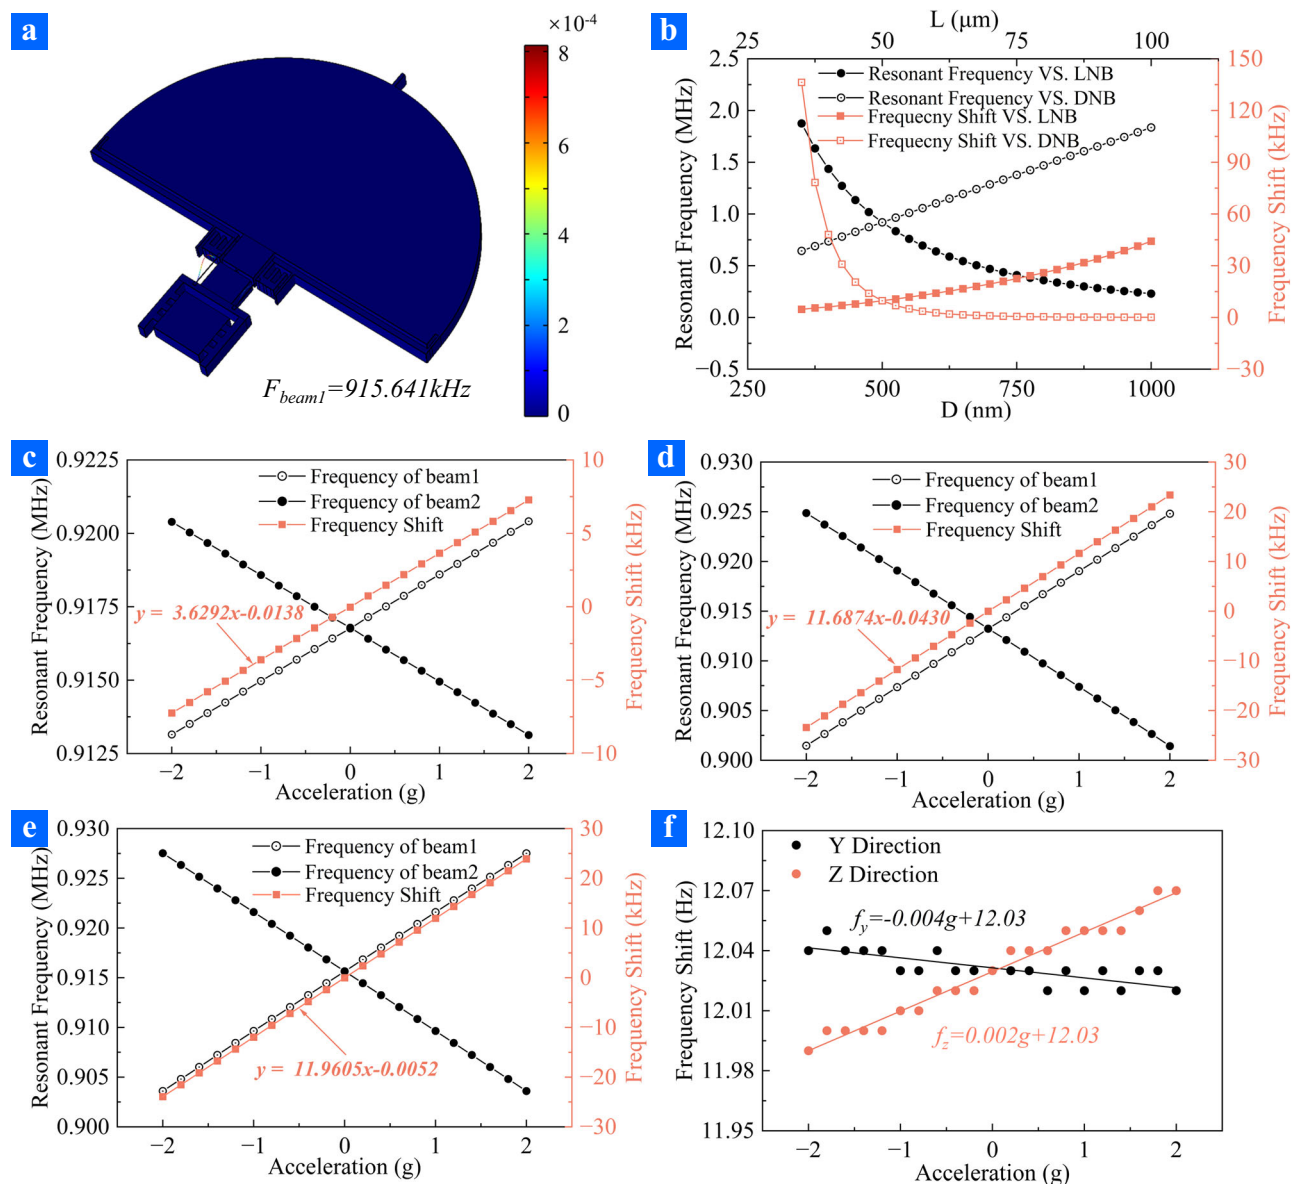 a
×10⁻⁴
8
6
4
2
0
F_beam1=915.641kHz
b
L (μm)
25 50 75 100
Resonant Frequency (MHz)
2.5
2.0
1.5
1.0
0.5
0.0
−0.5
Resonant Frequency VS. LNB
Resonant Frequency VS. DNB
Frequecny Shift VS. LNB
Frequecny Shift VS. DNB
150
120
90
60
30
0
−30
Frequency Shift (kHz)
250 500 750 1000
D (nm)
c
Resonant Frequency (MHz)
0.9225
0.9200
0.9175
0.9150
0.9125
Frequency of beam1
Frequency of beam2
Frequency Shift
y = 3.6292x-0.0138
10
5
0
−5
−10
Frequency Shift (kHz)
−2 −1 0 1 2
Acceleration (g)
d
Resonant Frequency (MHz)
0.930
0.925
0.920
0.915
0.910
0.905
0.900
Frequency of beam1
Frequency of beam2
Frequency Shift
y = 11.6874x-0.0430
30
20
10
0
−10
−20
−30
Frequency Shift (kHz)
−2 −1 0 1 2
Acceleration (g)
e
Resonant Frequency (MHz)
0.930
0.925
0.920
0.915
0.910
0.905
0.900
Frequency of beam1
Frequency of beam2
Frequency Shift
y = 11.9605x-0.0052
30
20
10
0
−10
−20
−30
Frequency Shift (kHz)
−2 −1 0 1 2
Acceleration (g)
f
Frequency Shift (Hz)
12.10
12.07
12.04
12.01
11.98
11.95
Y Direction
Z Direction
f_y=-0.004g+12.03
f_z=0.002g+12.03
−2 −1 0 1 2
Acceleration (g)